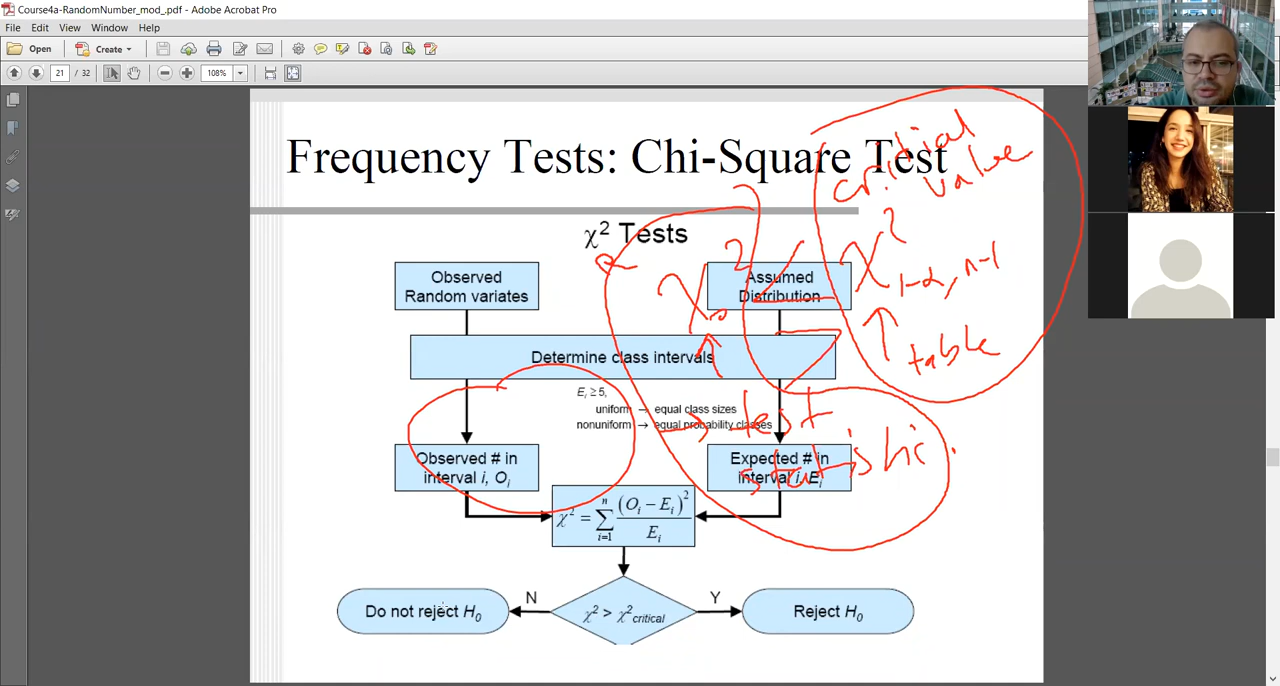 Course4a-RandomNumber_mod_.pdf - Adobe Acrobat Pro
File Edit View Window Help
Open Create
21 / 32 108%
Frequency Tests: Chi-Square Test
critical
value
χ² Tests
Observed
Random variates
Assumed
Distribution
χ₀² χ²
1-α, n-1
table
Determine class intervals
Eᵢ ≥ 5,
uniform → equal class sizes
nonuniform → equal probability classes
test
statistic
Observed # in
interval i, Oᵢ
Expected # in
interval i, Eᵢ
χ² = ∑ⁿᵢ₌₁ (Oᵢ – Eᵢ)² / Eᵢ
N Y
Do not reject H₀
χ² > χ²critical
Reject H₀